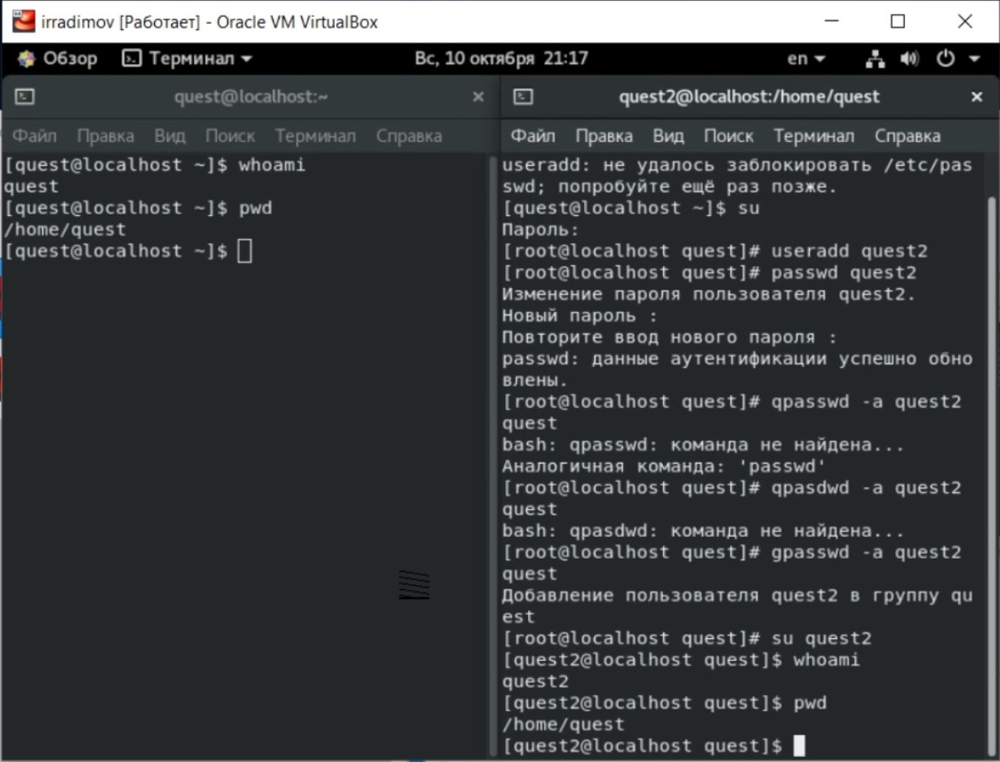 irradimov [Работает] - Oracle VM VirtualBox
Обзор Терминал Вс, 10 октября 21:17 en
quest@localhost:~
Файл Правка Вид Поиск Терминал Справка
[quest@localhost ~]$ whoami
quest
[quest@localhost ~]$ pwd
/home/quest
[quest@localhost ~]$
quest2@localhost:/home/quest
Файл Правка Вид Поиск Терминал Справка
useradd: не удалось заблокировать /etc/pas
swd; попробуйте ещё раз позже.
[quest@localhost ~]$ su
Пароль:
[root@localhost quest]# useradd quest2
[root@localhost quest]# passwd quest2
Изменение пароля пользователя quest2.
Новый пароль :
Повторите ввод нового пароля :
passwd: данные аутентификации успешно обно
влены.
[root@localhost quest]# qpasswd -a quest2
quest
bash: qpasswd: команда не найдена...
Аналогичная команда: 'passwd'
[root@localhost quest]# qpasdwd -a quest2
quest
bash: qpasdwd: команда не найдена...
[root@localhost quest]# gpasswd -a quest2
quest
Добавление пользователя quest2 в группу qu
est
[root@localhost quest]# su quest2
[quest2@localhost quest]$ whoami
quest2
[quest2@localhost quest]$ pwd
/home/quest
[quest2@localhost quest]$